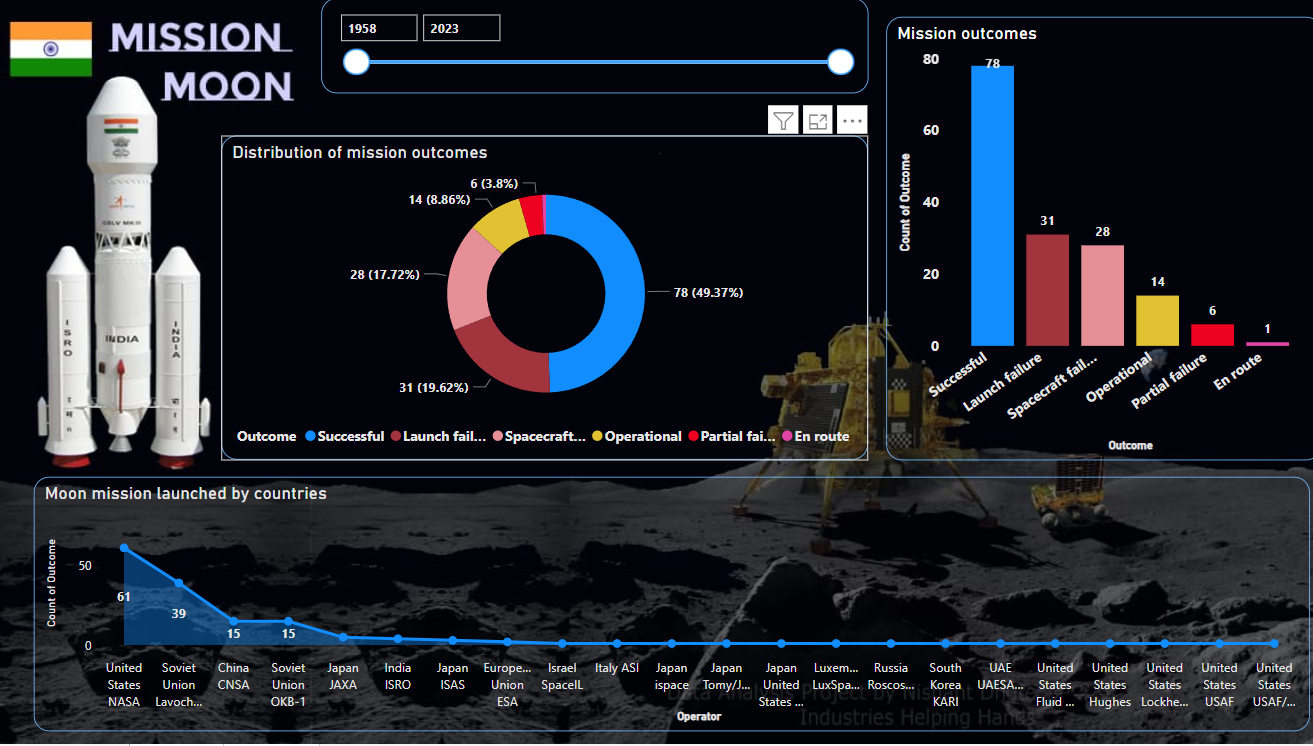 MISSION
MOON
1958
2023
Distribution of mission outcomes
6 (3.8%)
14 (8.86%)
28 (17.72%)
78 (49.37%)
31 (19.62%)
Outcome Successful Launch fail... Spacecraft... Operational Partial fai... En route
Mission outcomes
Count of Outcome
80
60
40
20
0
78
31
28
14
6
1
Successful
Launch failure
Spacecraft fail...
Operational
Partial failure
En route
Outcome
ISRO
INDIA
INDIA
Moon mission launched by countries
Count of Outcome
50
0
61
39
15
15
United States NASA
Soviet Union Lavoch...
China CNSA
Soviet Union OKB-1
Japan JAXA
India ISRO
Japan ISAS
Europe... Union ESA
Israel SpaceIL
Italy ASI
Japan ispace
Japan Tomy/J...
Japan United States ...
Luxem... LuxSpa...
Russia Roscos...
South Korea KARI
UAE UAESA...
United States Fluid ...
United States Hughes
United States Lockhe...
United States USAF
United States USAF/...
Operator
Industries Helping Hands